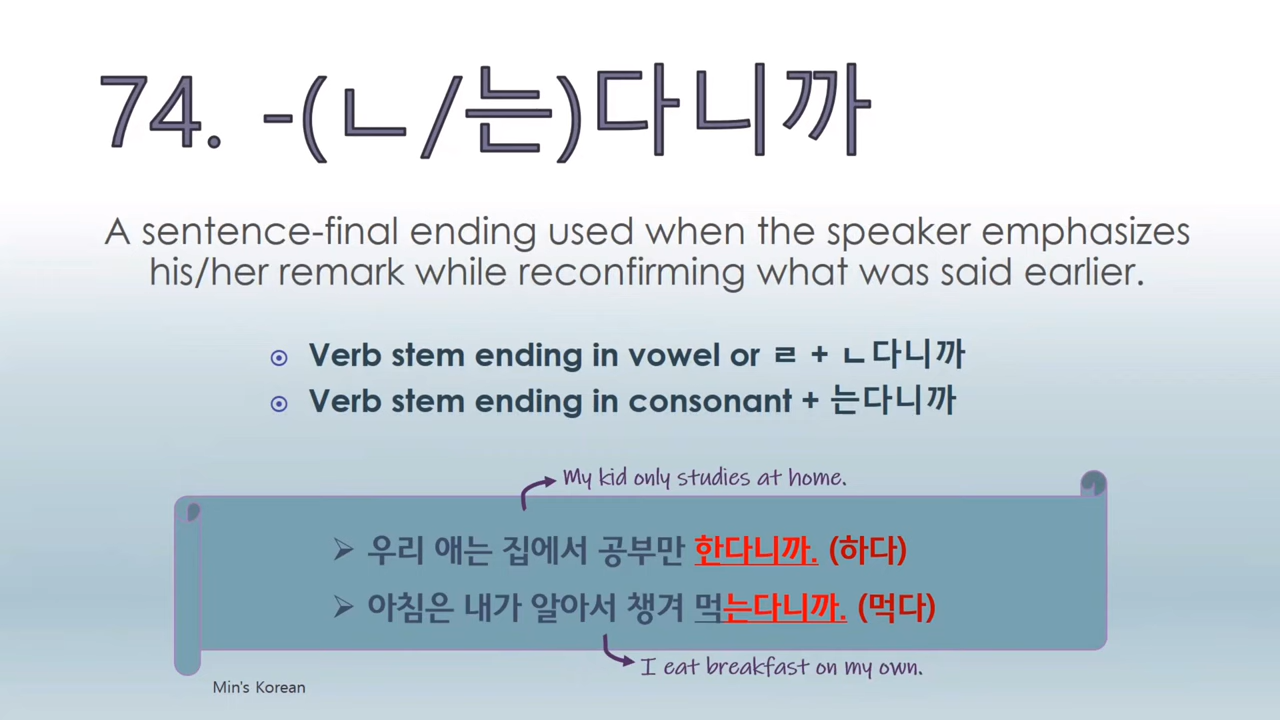 74. -(ㄴ/는)다니까
A sentence-final ending used when the speaker emphasizes
his/her remark while reconfirming what was said earlier.
Verb stem ending in vowel or ㄹ + ㄴ다니까
Verb stem ending in consonant + 는다니까
My kid only studies at home.
우리 애는 집에서 공부만 한다니까. (하다)
아침은 내가 알아서 챙겨 먹는다니까. (먹다)
I eat breakfast on my own.
Min's Korean